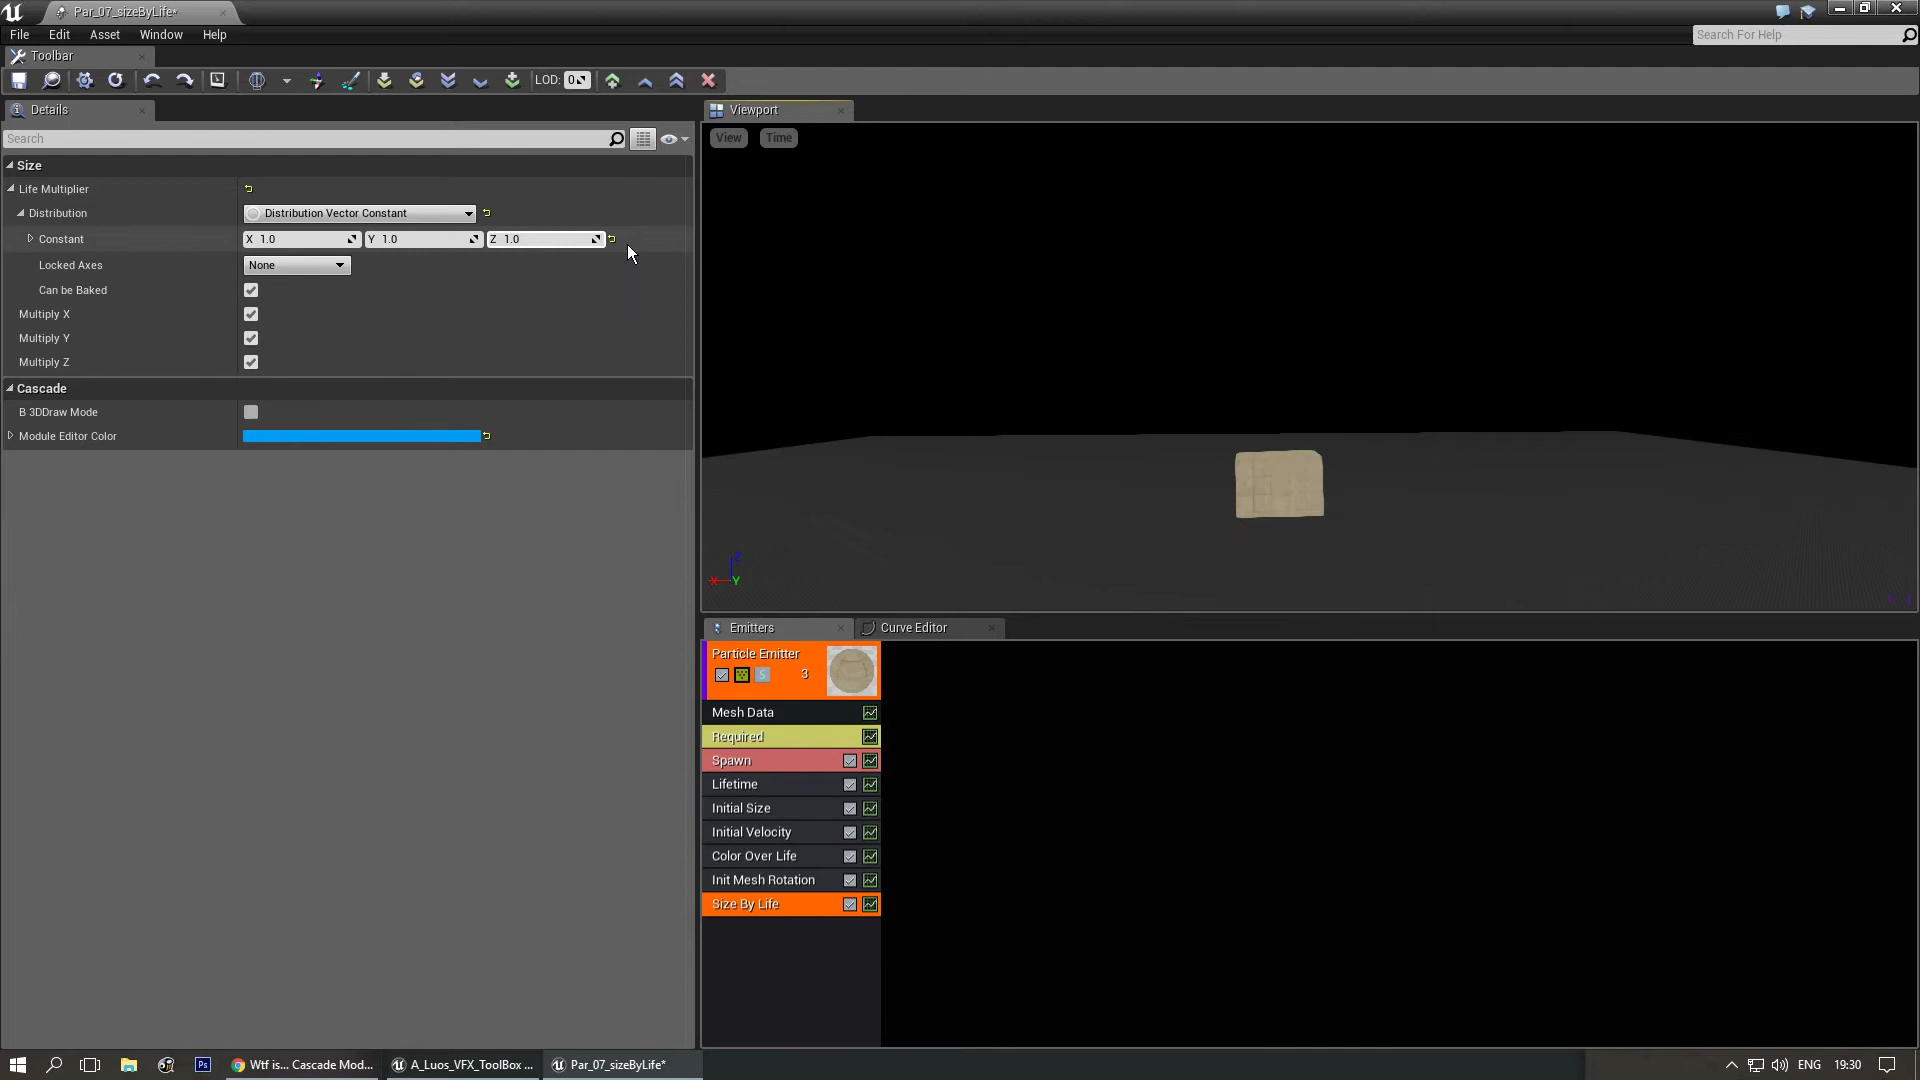 Par_07_sizeByLife*
File Edit Asset Window Help
Search For Help
Toolbar
LOD: 0
Details
Viewport
Search
View Time
Size
Life Multiplier
Distribution Distribution Vector Constant
Constant X 1.0 Y 1.0 Z 1.0
Locked Axes None
Can be Baked
Multiply X
Multiply Y
Multiply Z
Cascade
B 3DDraw Mode
Module Editor Color
Z
X Y
Emitters Curve Editor
Particle Emitter
S 3
Mesh Data
Required
Spawn
Lifetime
Initial Size
Initial Velocity
Color Over Life
Init Mesh Rotation
Size By Life
Ps Wtf is... Cascade Mod... A_Luos_VFX_ToolBox ... Par_07_sizeByLife* ENG 19:30